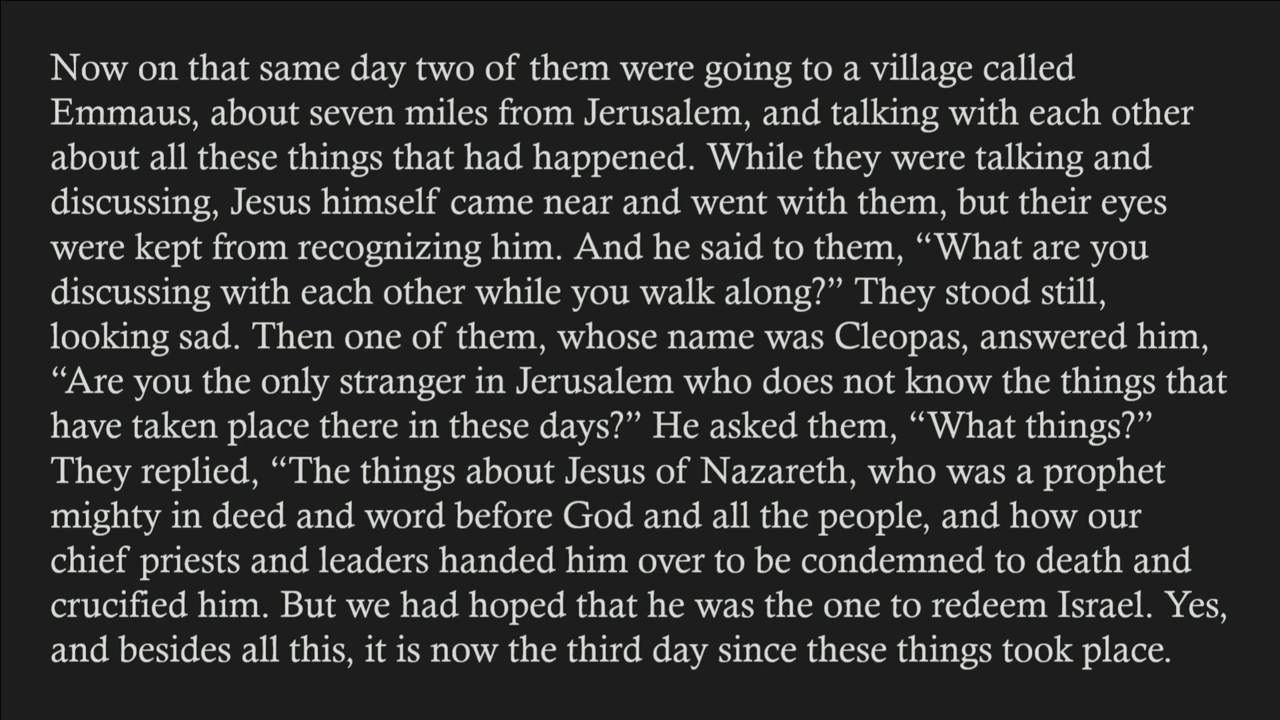 Now on that same day two of them were going to a village called
Emmaus, about seven miles from Jerusalem, and talking with each other
about all these things that had happened. While they were talking and
discussing, Jesus himself came near and went with them, but their eyes
were kept from recognizing him. And he said to them, “What are you
discussing with each other while you walk along?” They stood still,
looking sad. Then one of them, whose name was Cleopas, answered him,
“Are you the only stranger in Jerusalem who does not know the things that
have taken place there in these days?” He asked them, “What things?”
They replied, “The things about Jesus of Nazareth, who was a prophet
mighty in deed and word before God and all the people, and how our
chief priests and leaders handed him over to be condemned to death and
crucified him. But we had hoped that he was the one to redeem Israel. Yes,
and besides all this, it is now the third day since these things took place.